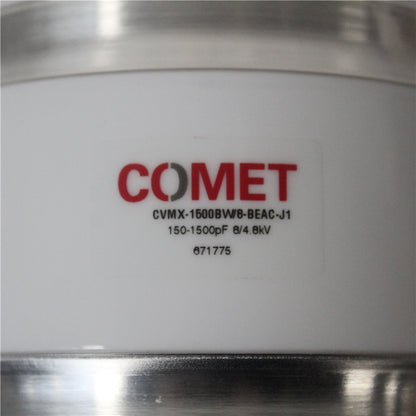 COMET
CVMX-1500BW/8-BEAC-J1
150-1500pF 8/4.8kV
671775